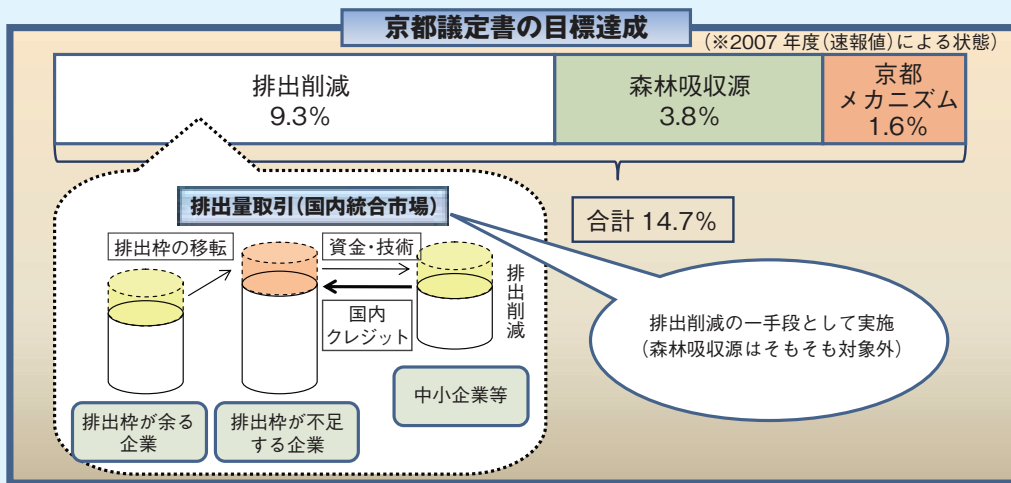 京都議定書の目標達成
(※2007年度(速報値)による状態)
排出削減
9.3%
森林吸収源
3.8%
京都
メカニズム
1.6%
合計14.7%
排出量取引(国内統合市場)
排出枠の移転
資金・技術
国内
クレジット
排出削減
排出枠が余る
企業
排出枠が不足
する企業
中小企業等
排出削減の一手段として実施
(森林吸収源はそもそも対象外)